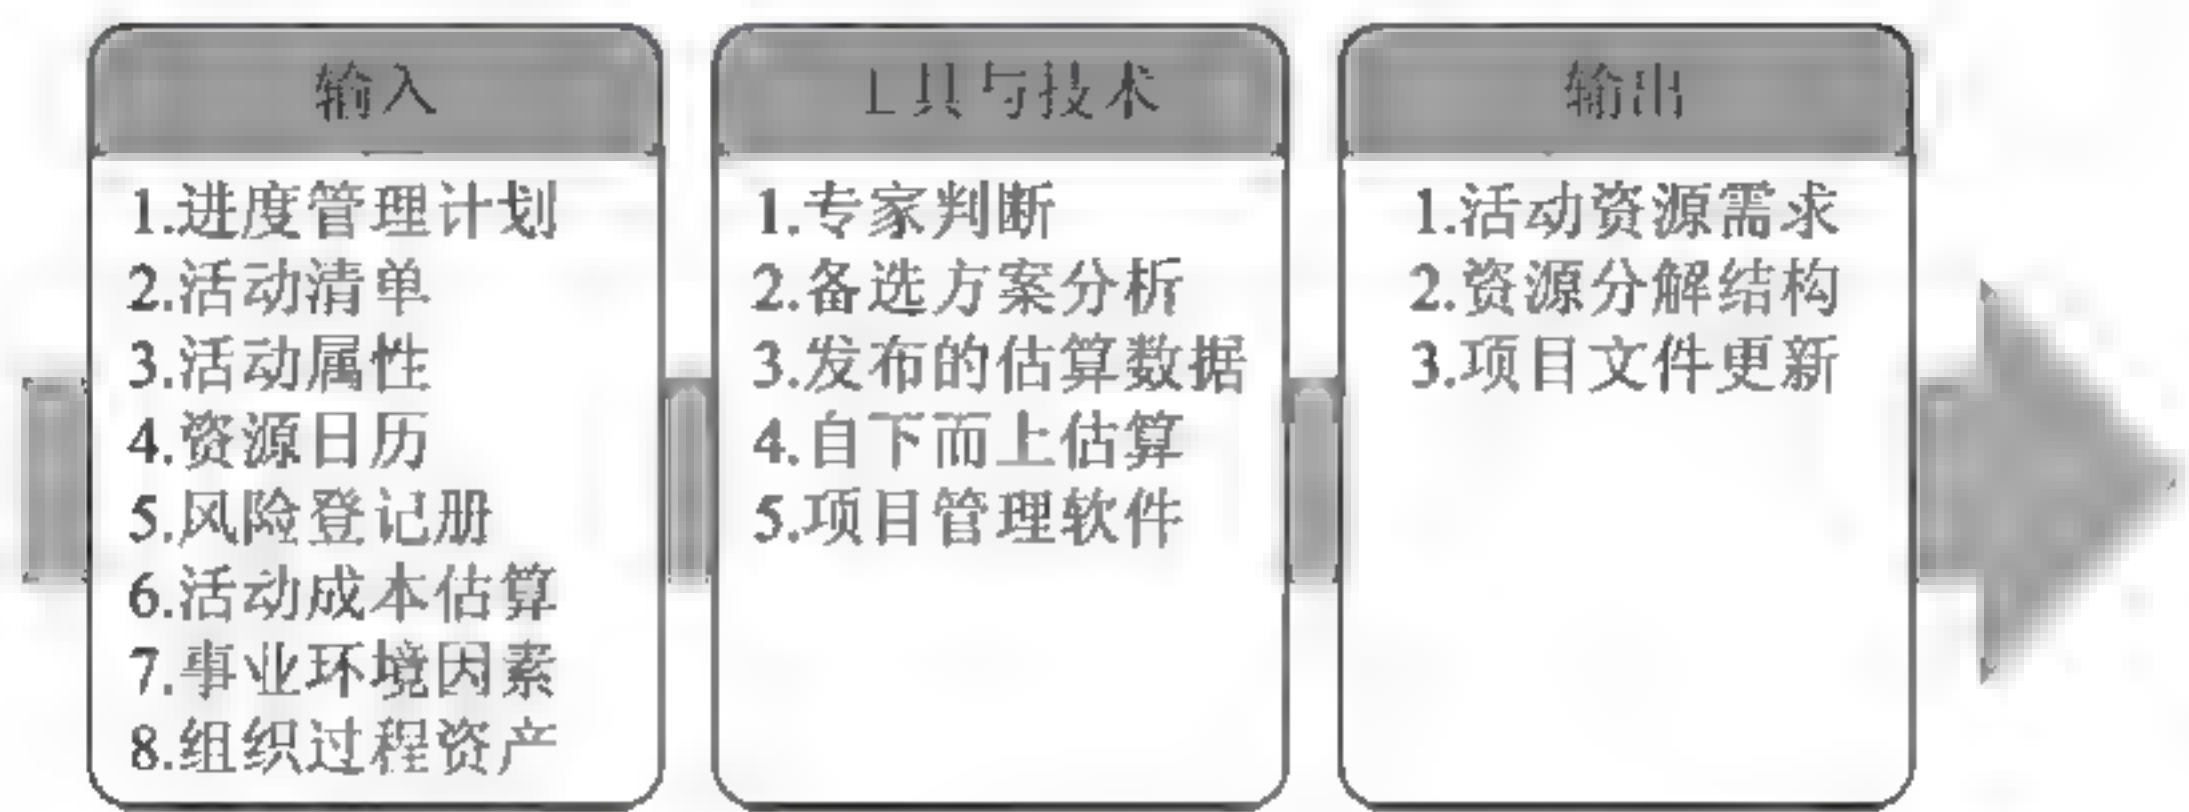 输入
1.进度管理计划
2.活动清单
3.活动属性
4.资源日历
5.风险登记册
6.活动成本估算
7.事业环境因素
8.组织过程资产
工具与技术
1.专家判断
2.备选方案分析
3.发布的估算数据
4.自下而上估算
5.项目管理软件
输出
1.活动资源需求
2.资源分解结构
3.项目文件更新